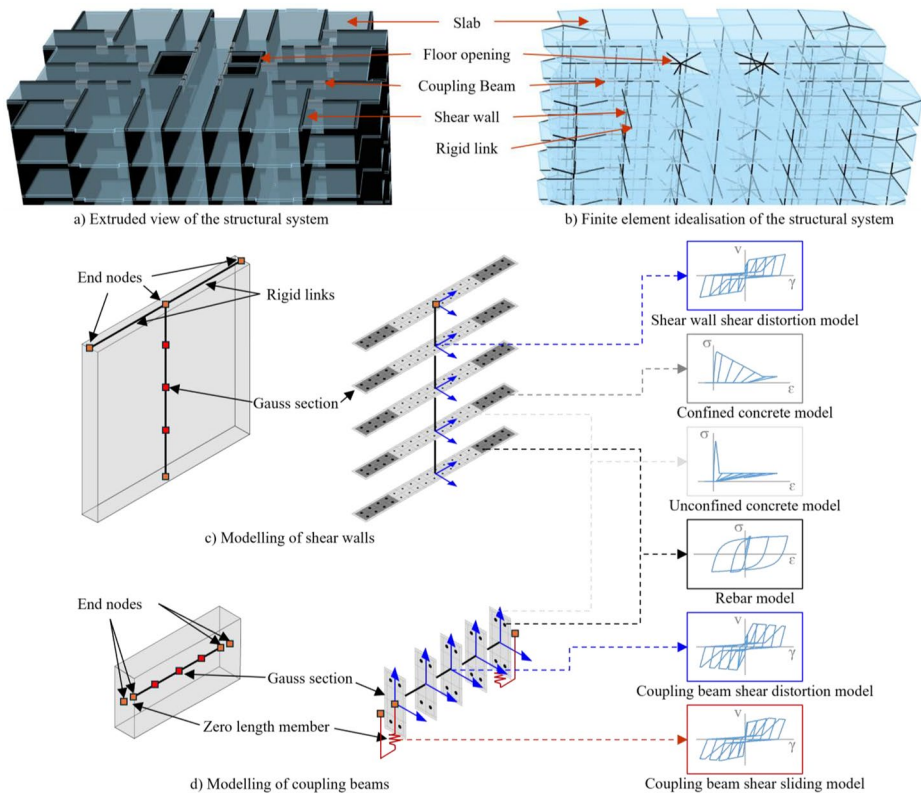 Slab
Floor opening
Coupling Beam
Shear wall
Rigid link
a) Extruded view of the structural system
b) Finite element idealisation of the structural system
End nodes
Rigid links
Gauss section
c) Modelling of shear walls
V
γ
Shear wall shear distortion model
σ
ε
Confined concrete model
σ
ε
Unconfined concrete model
σ
ε
Rebar model
End nodes
Gauss section
Zero length member
d) Modelling of coupling beams
V
γ
Coupling beam shear distortion model
V
γ
Coupling beam shear sliding model